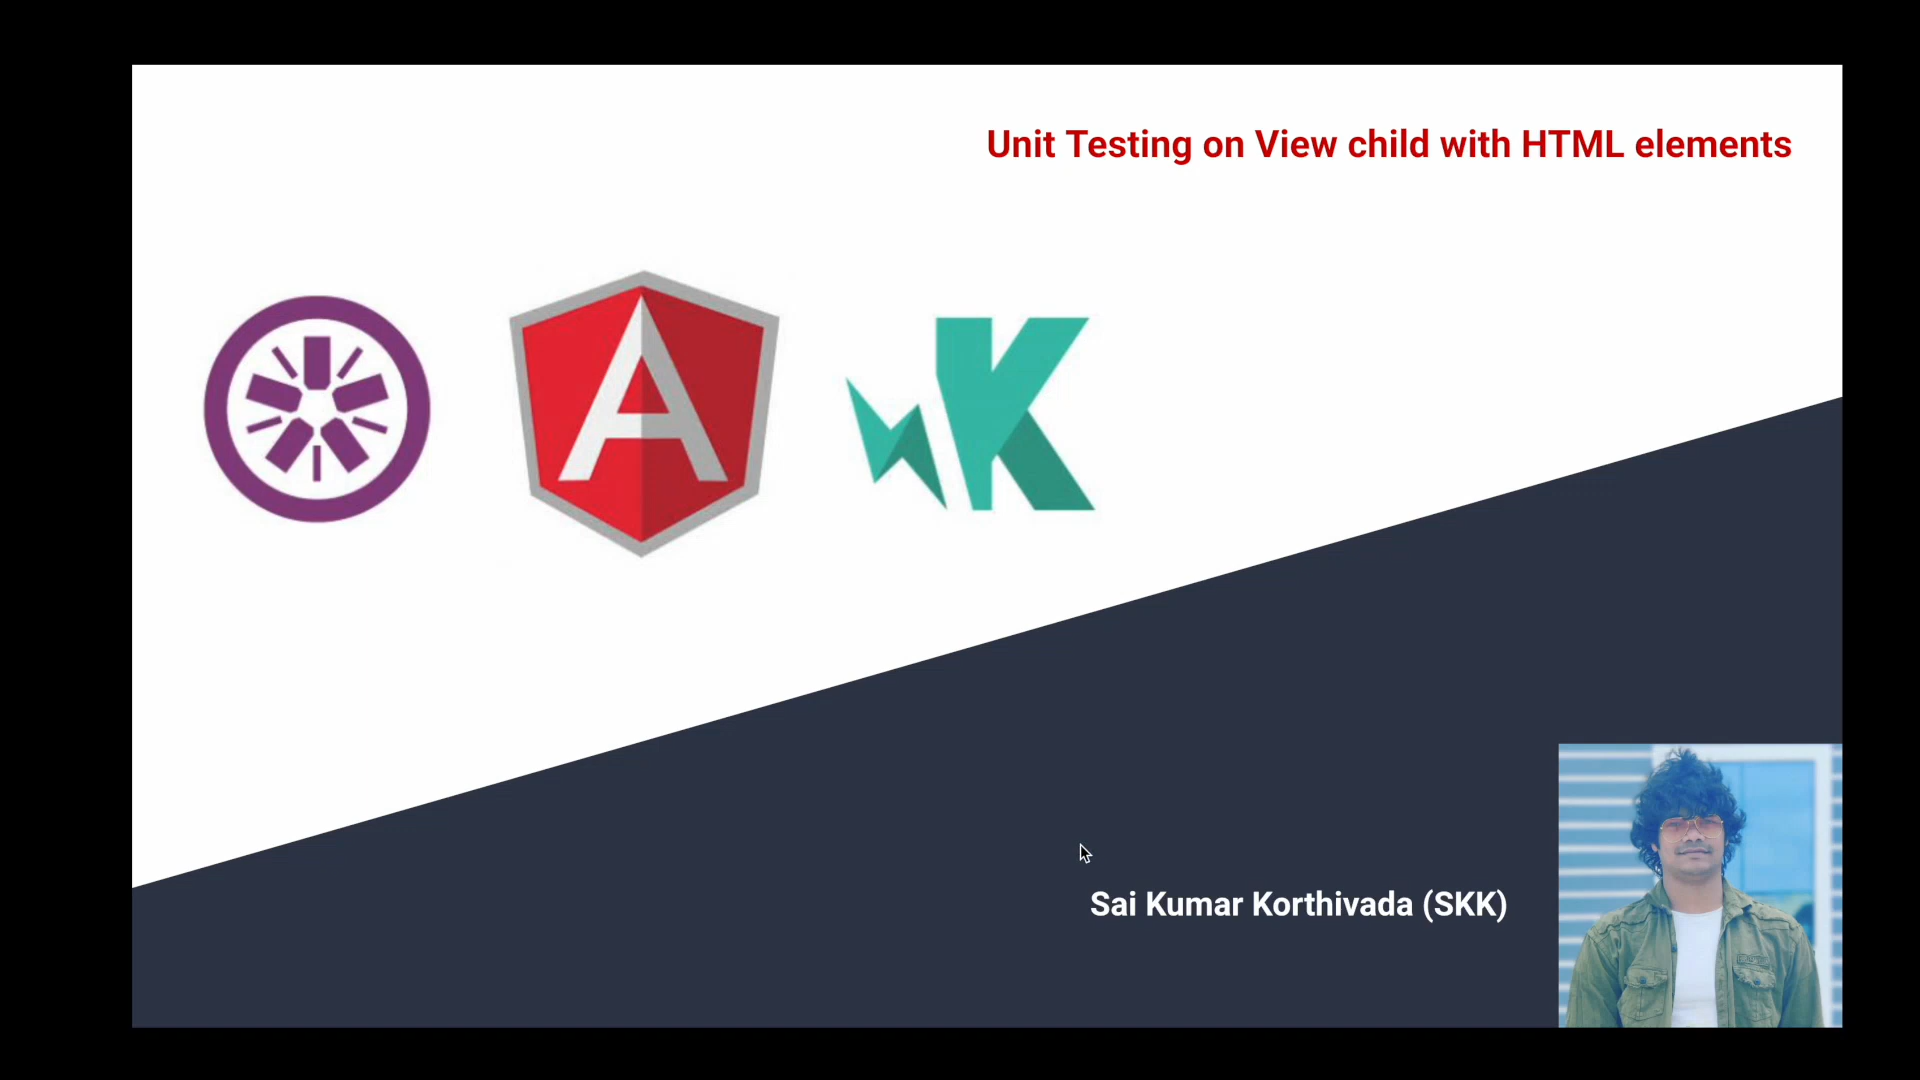 Unit Testing on View child with HTML elements
Sai Kumar Korthivada (SKK)